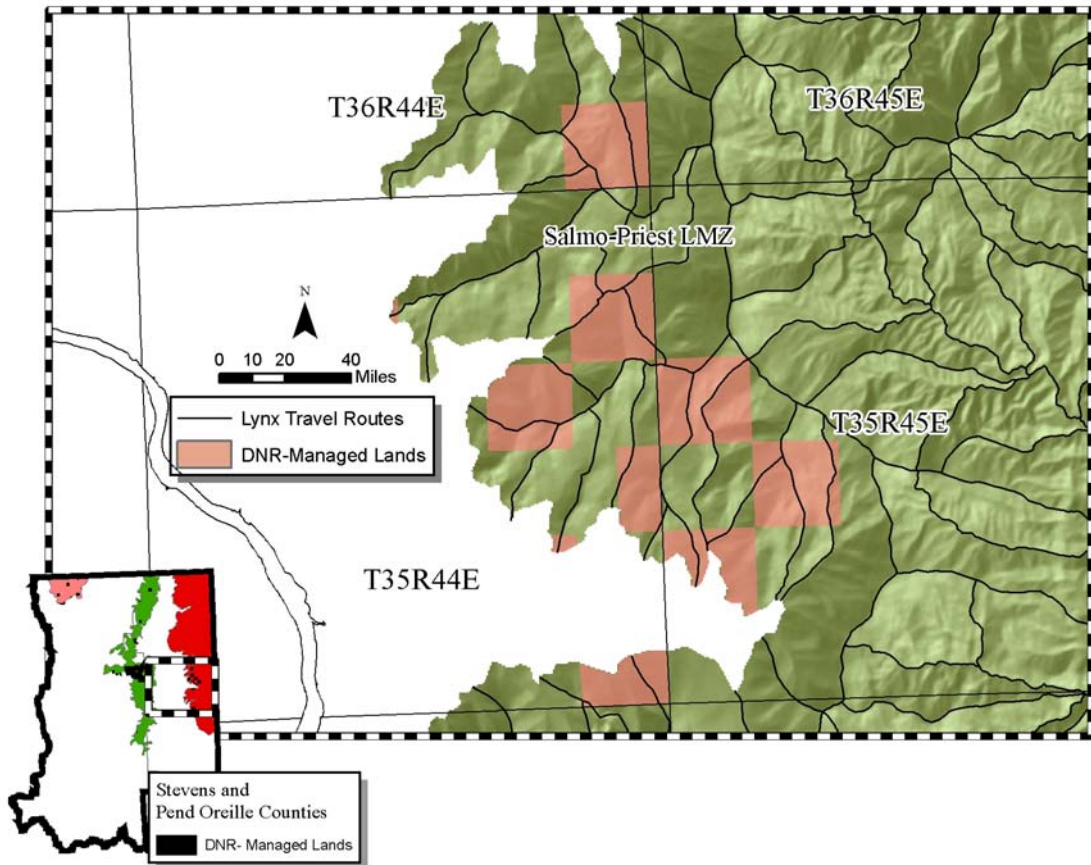 T36R44E
T36R45E
Salmo-Priest LMZ
N
0 10 20 40
Miles
Lynx Travel Routes
DNR-Managed Lands
T35R45E
T35R44E
Stevens and
Pend Oreille Counties
DNR- Managed Lands